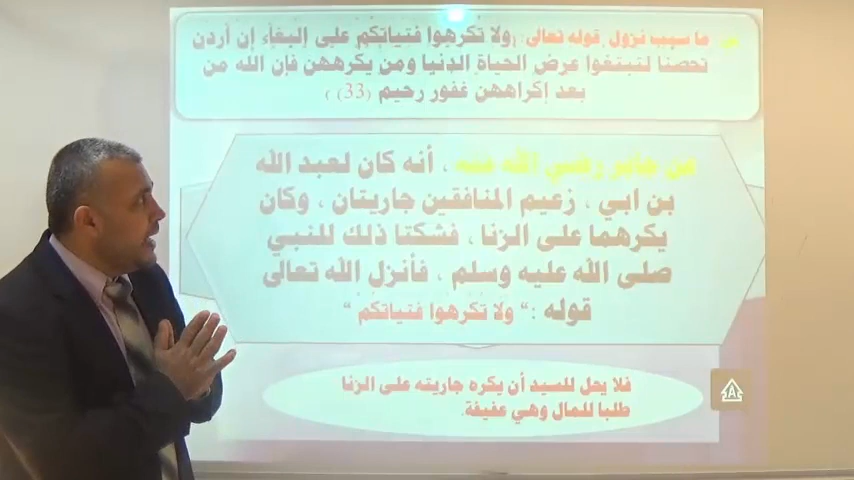 ما سبب نزول قوله تعالى: (ولا تكرهوا فتياتكم على البغاء إن أردن
تحصنا لتبتغوا عرض الحياة الدنيا ومن يكرههن فإن الله من
بعد إكراههن غفور رحيم (33) )
عن جابر رضي الله عنه ، أنه كان لعبد الله
بن ابي ، زعيم المنافقين جاريتان ، وكان
يكرهما على الزنا ، فشكتا ذلك للنبي
صلى الله عليه وسلم ، فأنزل الله تعالى
قوله :" ولا تكرهوا فتياتكم "
فلا يحل للسيد أن يكره جاريته على الزنا
طلبا للمال وهي عفيفة.
A